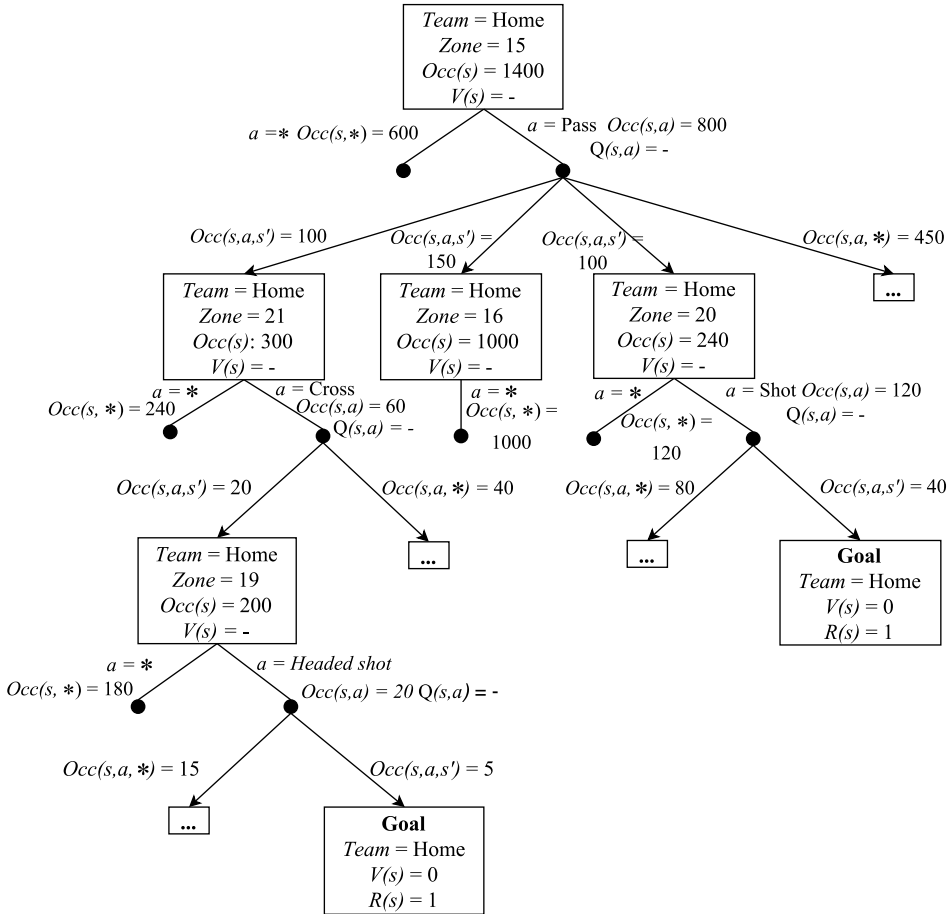 Team = Home
Zone = 15
Occ(s) = 1400
V(s) = -
a =* Occ(s,*) = 600
a = Pass Occ(s,a) = 800
Q(s,a) = -
Occ(s,a,s') = 100
Occ(s,a,s') =
150
Occ(s,a,s') =
100
Occ(s,a,*) = 450
Team = Home
Zone = 21
Occ(s): 300
V(s) = -
Team = Home
Zone = 16
Occ(s) = 1000
V(s) = -
Team = Home
Zone = 20
Occ(s) = 240
V(s) = -
...
a = *
Occ(s, *) = 240
a = Cross
Occ(s,a) = 60
Q(s,a) = -
a = *
Occ(s, *) =
1000
a = *
Occ(s, *) =
120
a = Shot Occ(s,a) = 120
Q(s,a) = -
Occ(s,a,s') = 20
Occ(s,a,*) = 40
Occ(s,a,*) = 80
Occ(s,a,s') = 40
Team = Home
Zone = 19
Occ(s) = 200
V(s) = -
...
...
Goal
Team = Home
V(s) = 0
R(s) = 1
a = *
Occ(s, *) = 180
a = Headed shot
Occ(s,a) = 20 Q(s,a) = -
Occ(s,a,*) = 15
Occ(s,a,s') = 5
...
Goal
Team = Home
V(s) = 0
R(s) = 1